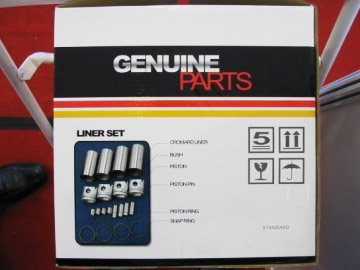 GENUINE
PARTS
LINER SET
CROMARD LINER
BUSH
PISTON
PISTON PIN
PISTON RING
SNAP RING
5
STANDARD